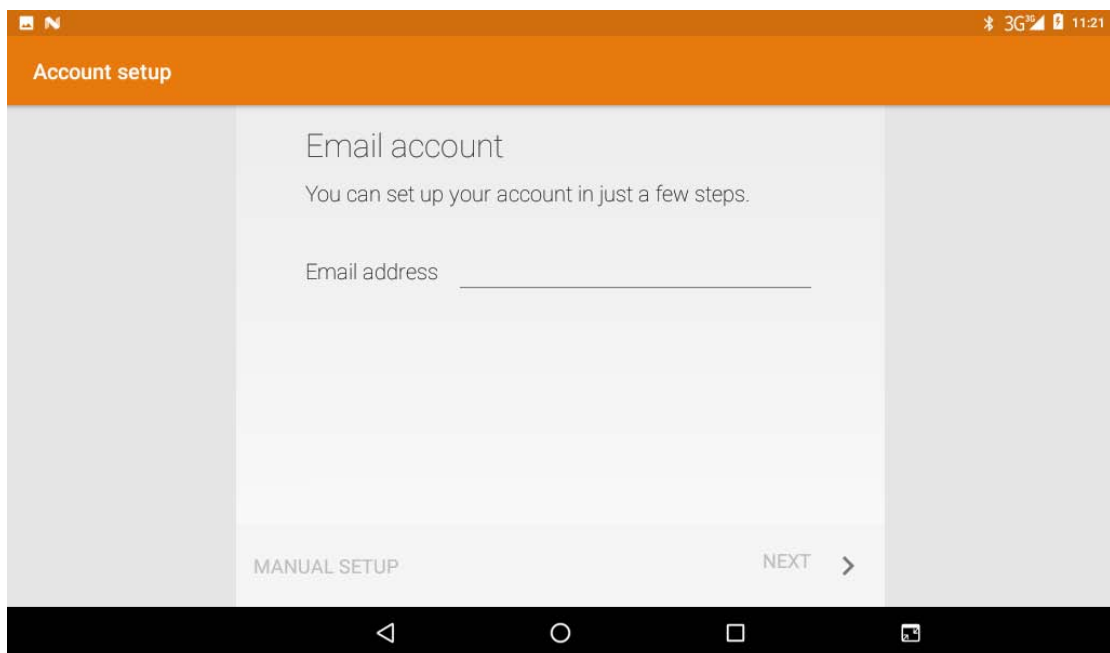 3G 3G 11:21
Account setup
Email account
You can set up your account in just a few steps.
Email address
MANUAL SETUP
NEXT